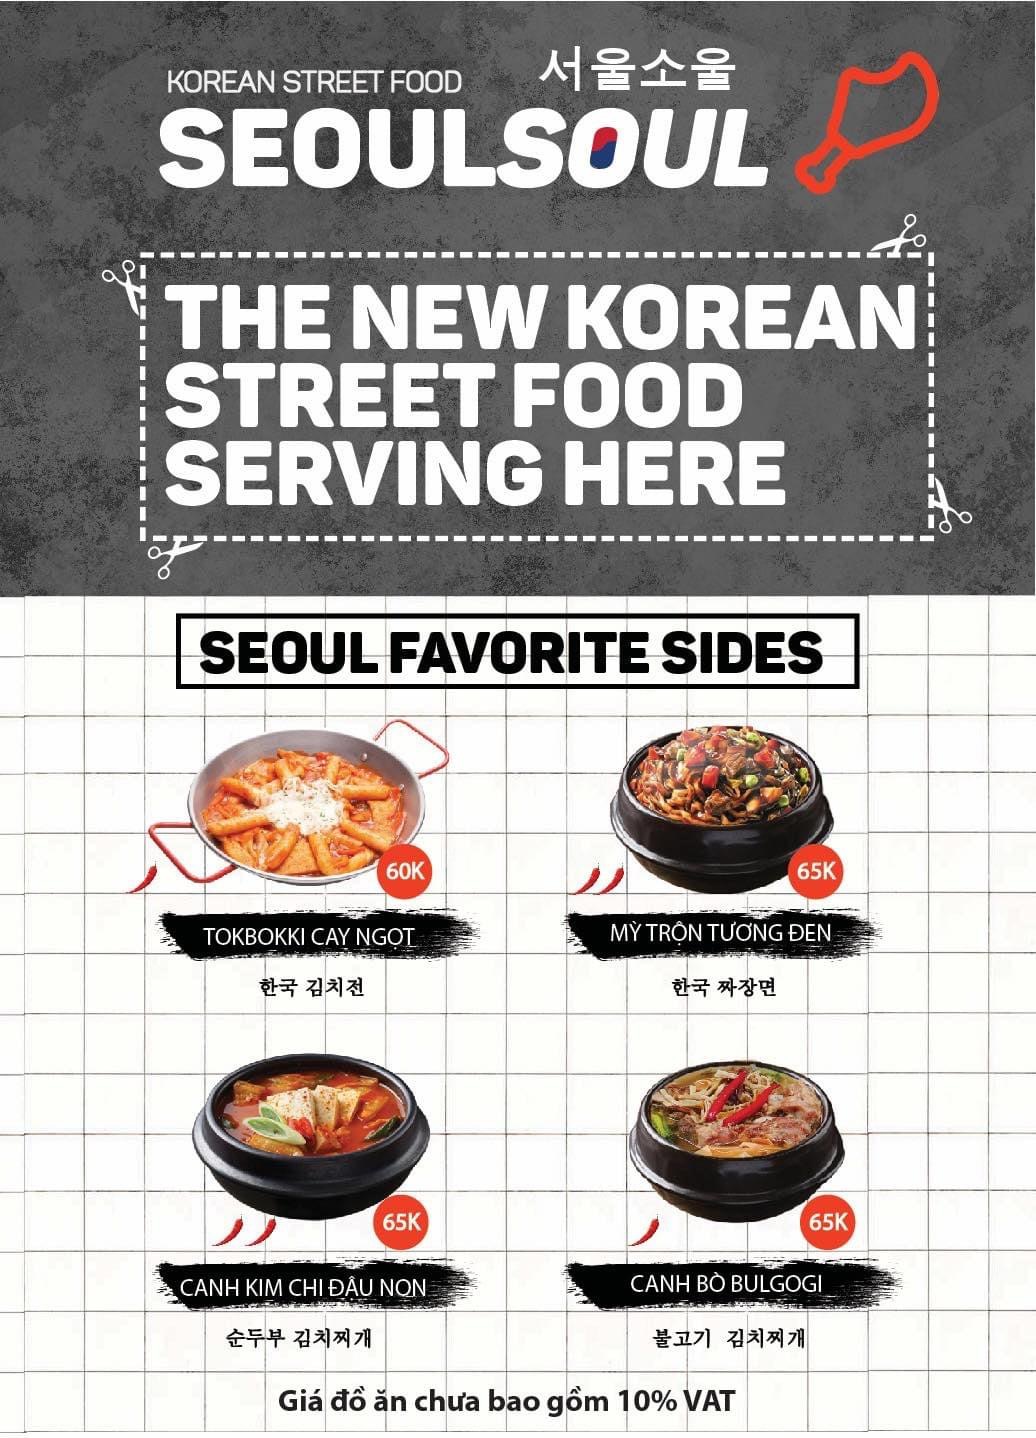 KOREAN STREET FOOD
서울소울
SEOULSOUL
THE NEW KOREAN
STREET FOOD
SERVING HERE
SEOUL FAVORITE SIDES
60K
65K
TOKBOKKI CAY NGỌT
MỲ TRỘN TƯƠNG ĐEN
한국 김치전
한국 짜장면
65K
65K
CANH KIM CHI ĐẬU NON
CANH BÒ BULGOGI
순두부 김치찌개
불고기 김치찌개
Giá đồ ăn chưa bao gồm 10% VAT